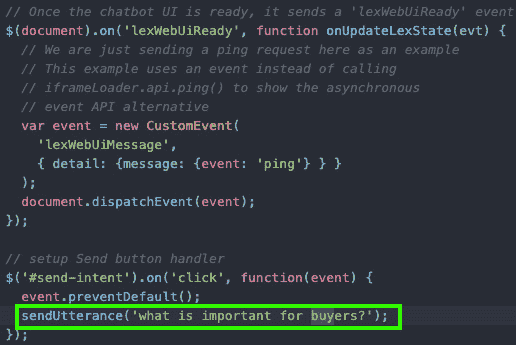 // Once the chatbot UI is ready, it sends a 'lexWebUiReady' event
$(document).on('lexWebUiReady', function onUpdateLexState(evt) {
// We are just sending a ping request here as an example
// This example uses an event instead of calling
// iframeLoader.api.ping() to show the asynchronous
// event API alternative
var event = new CustomEvent(
'lexWebUiMessage',
{ detail: {message: {event: 'ping'} } }
);
document.dispatchEvent(event);
});
// setup Send button handler
$('#send-intent').on('click', function(event) {
event.preventDefault();
sendUtterance('what is important for buyers?');
});